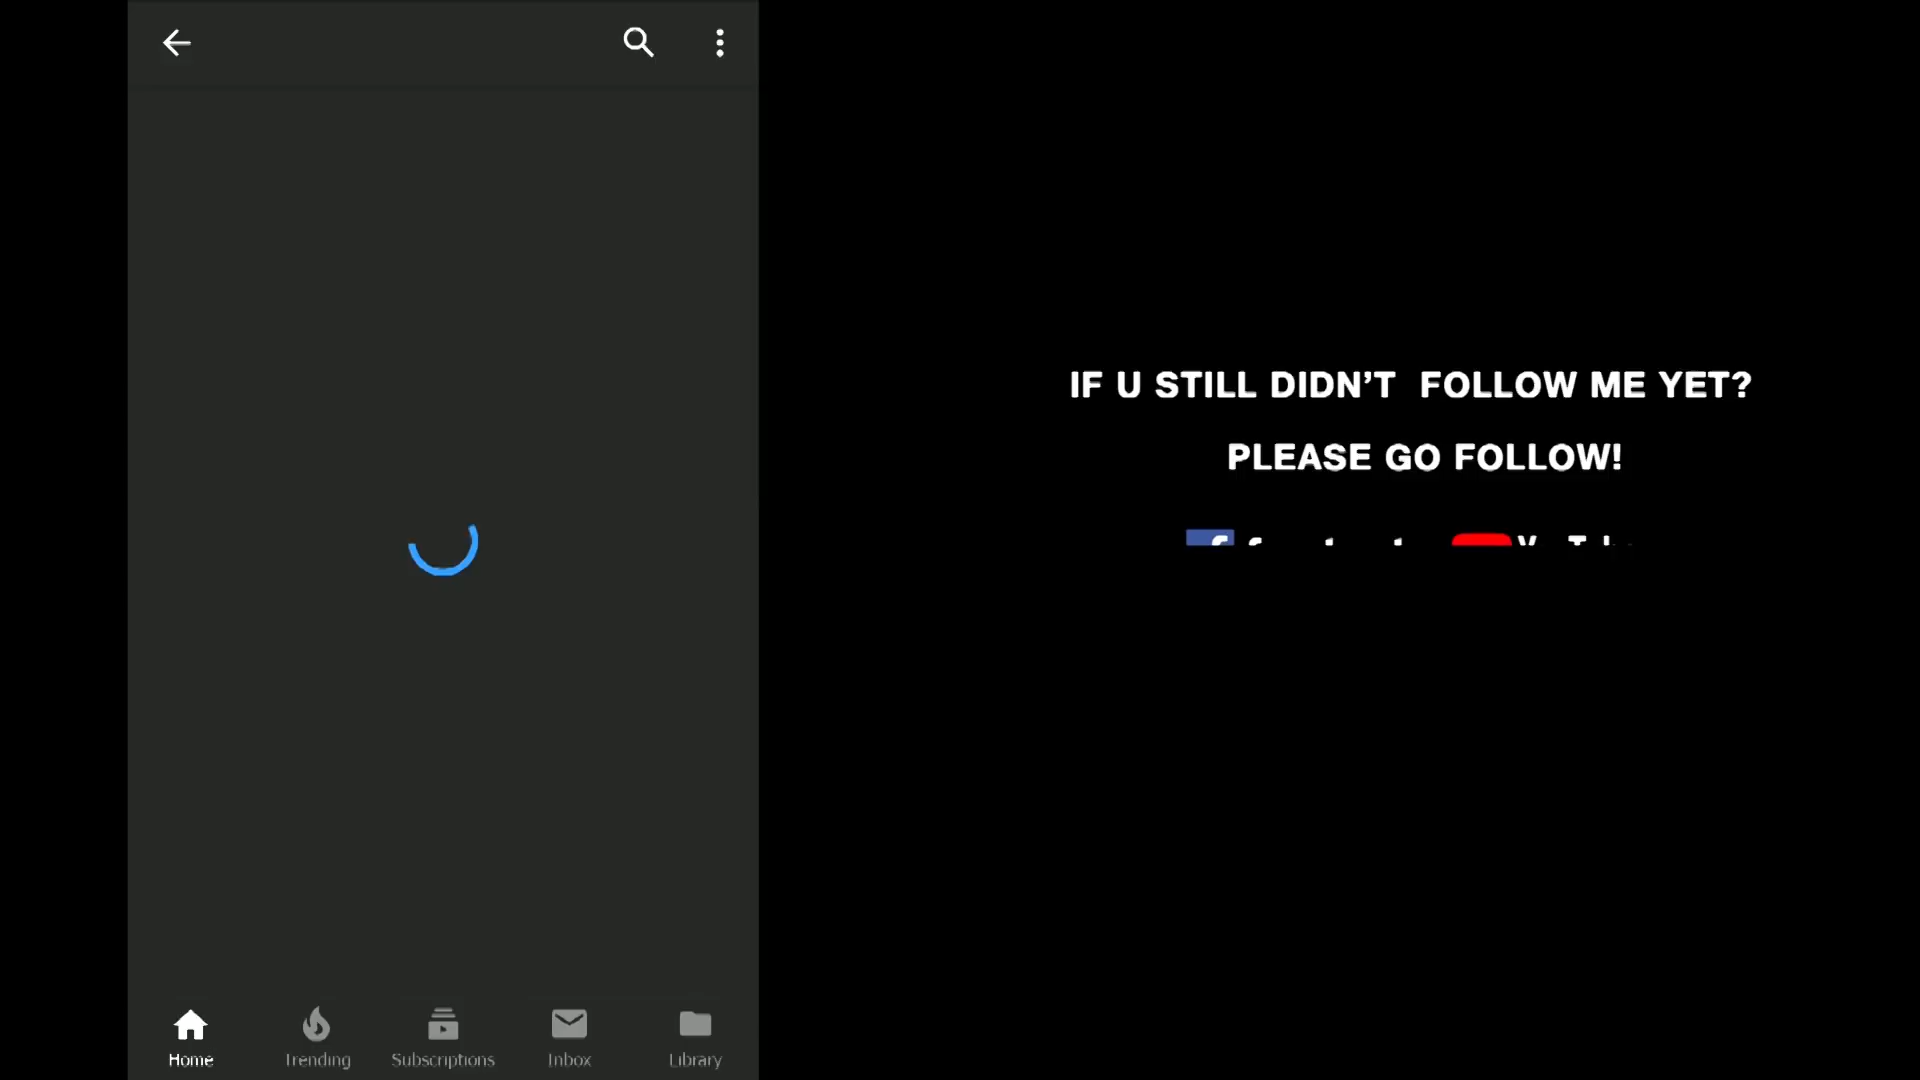 IF U STILL DIDN'T FOLLOW ME YET?
PLEASE GO FOLLOW!
Home Trending Subscriptions Inbox Library